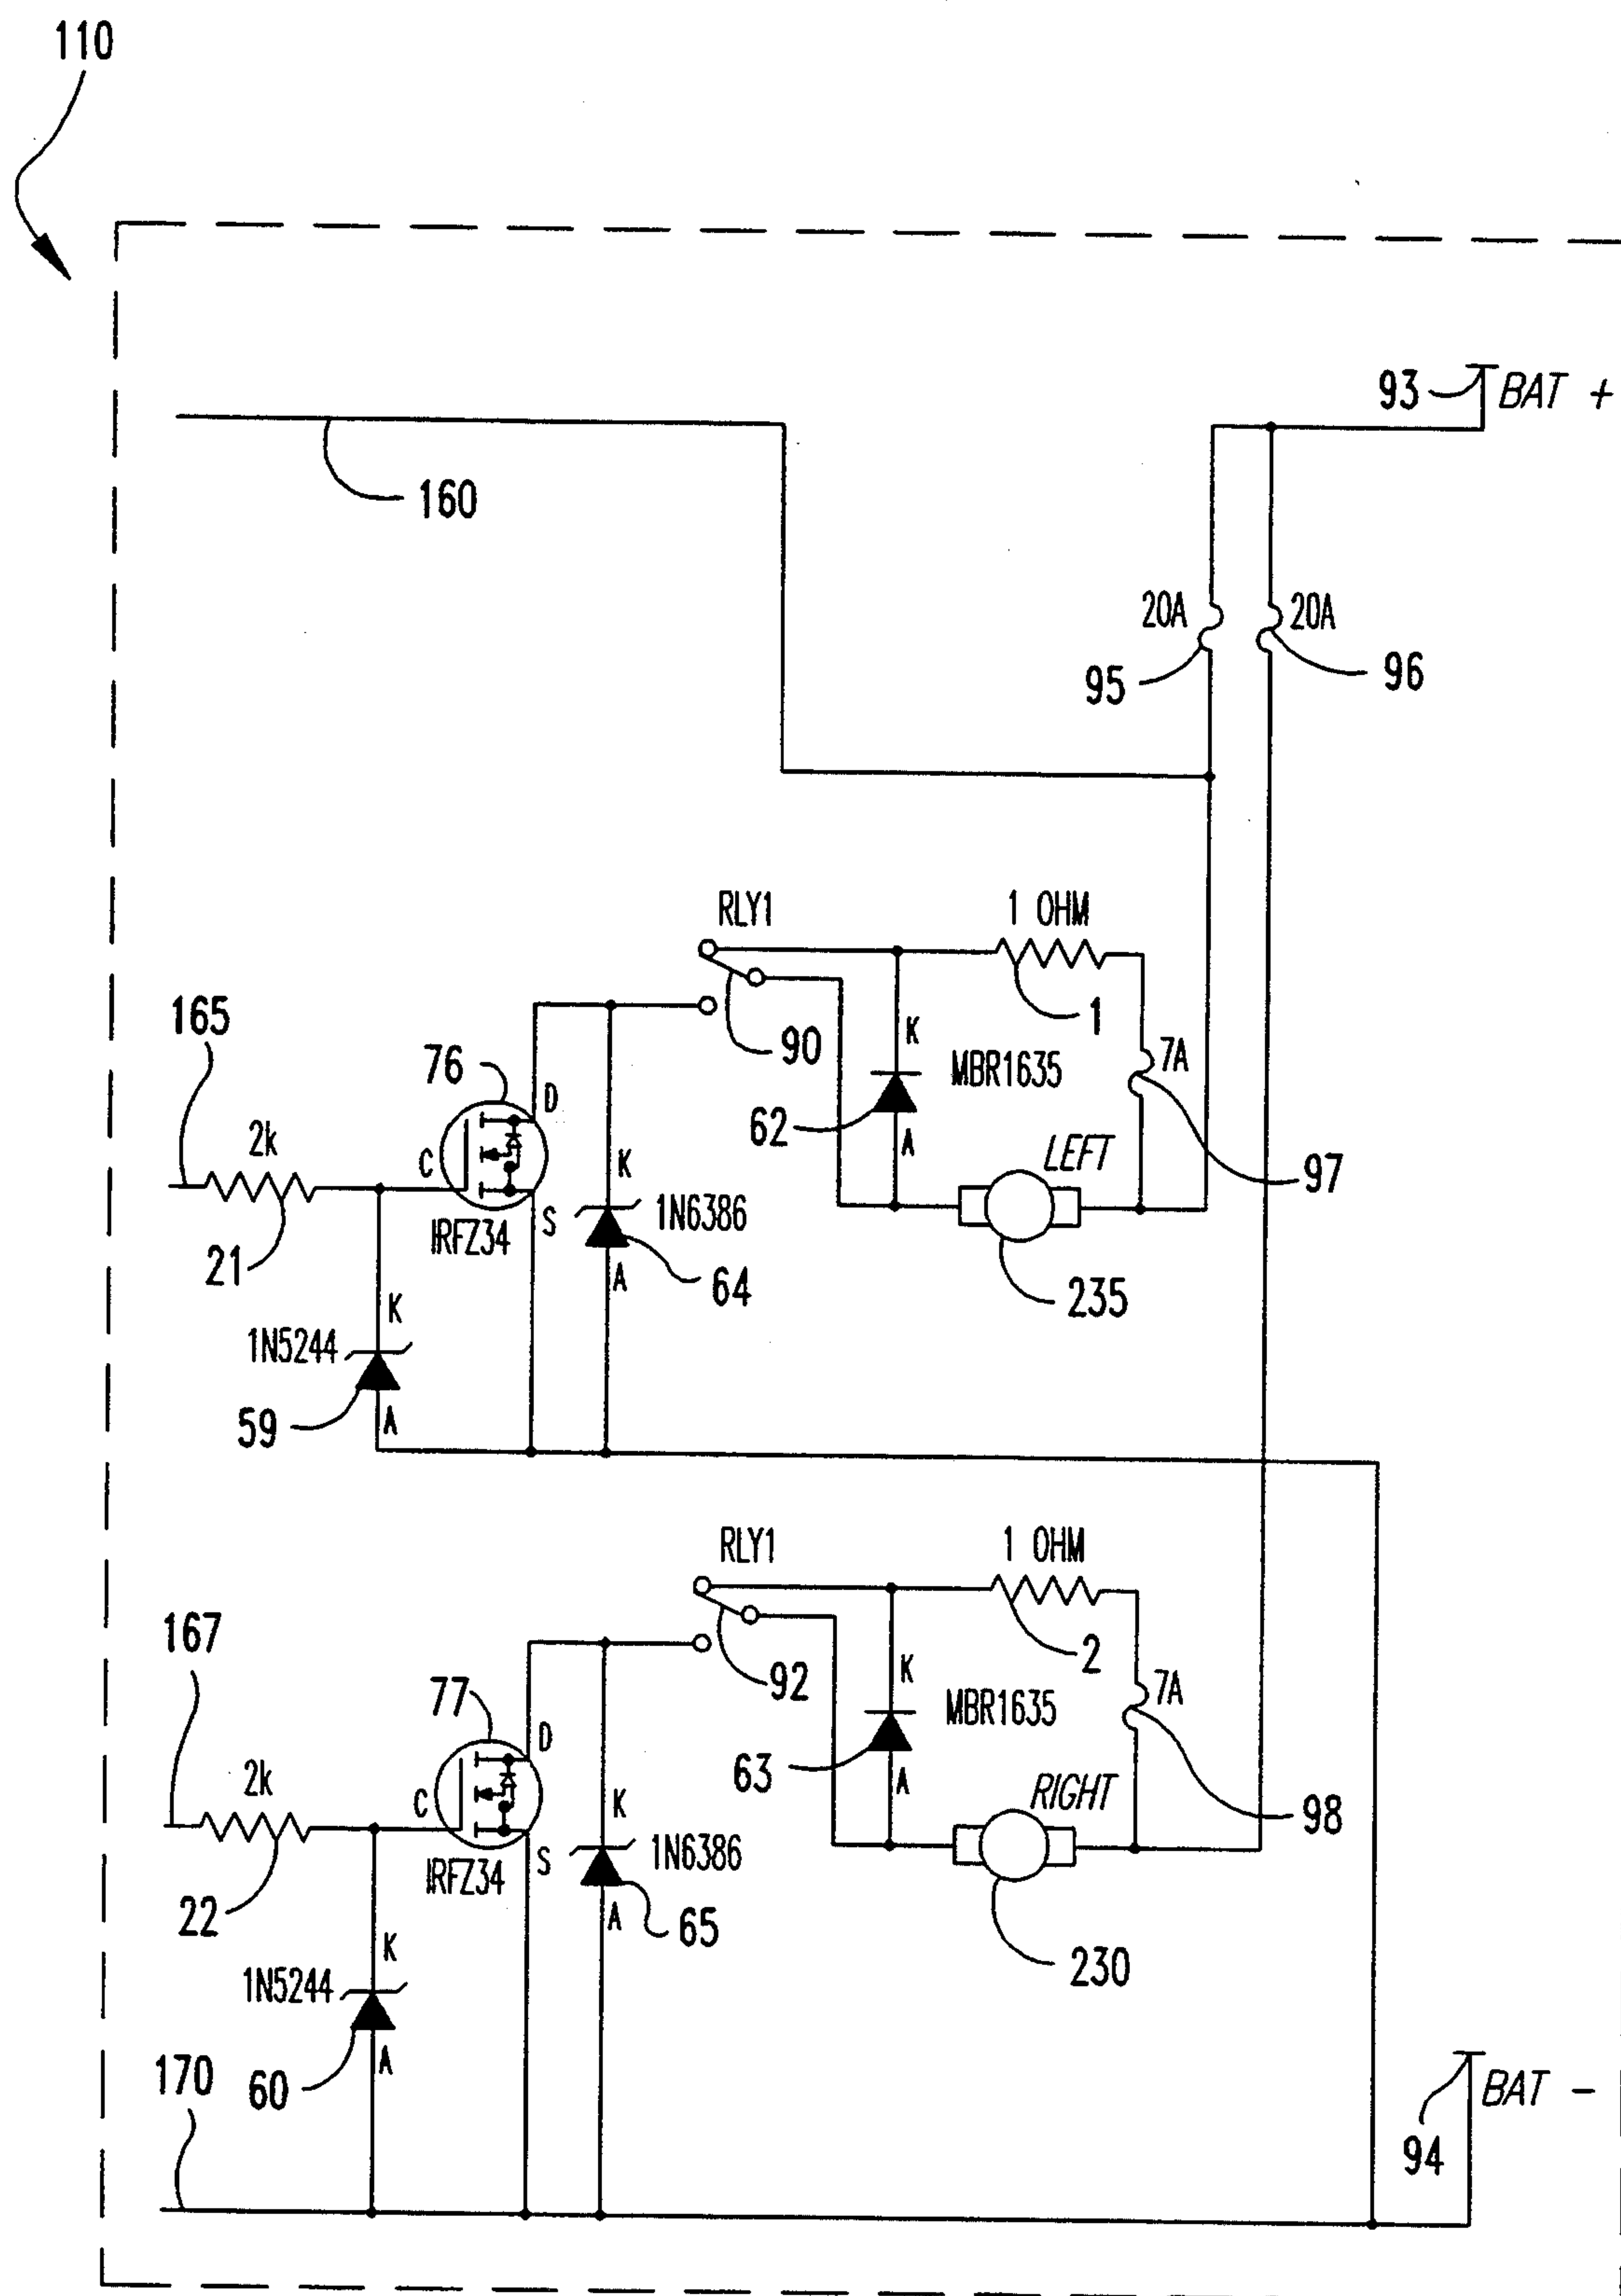 110
93
BAT +
160
20A
20A
95
96
RLY1
1 OHM
165
90
1
76
D
K
MBR1635
7A
2k
62
A
LEFT
C
K
97
IRFZ34
S
1N6386
21
A
64
235
K
1N5244
59
A
RLY1
1 OHM
167
92
2
77
D
K
MBR1635
7A
2k
63
A
RIGHT
C
K
98
IRFZ34
S
1N6386
22
A
65
230
K
1N5244
60
A
170
BAT -
94